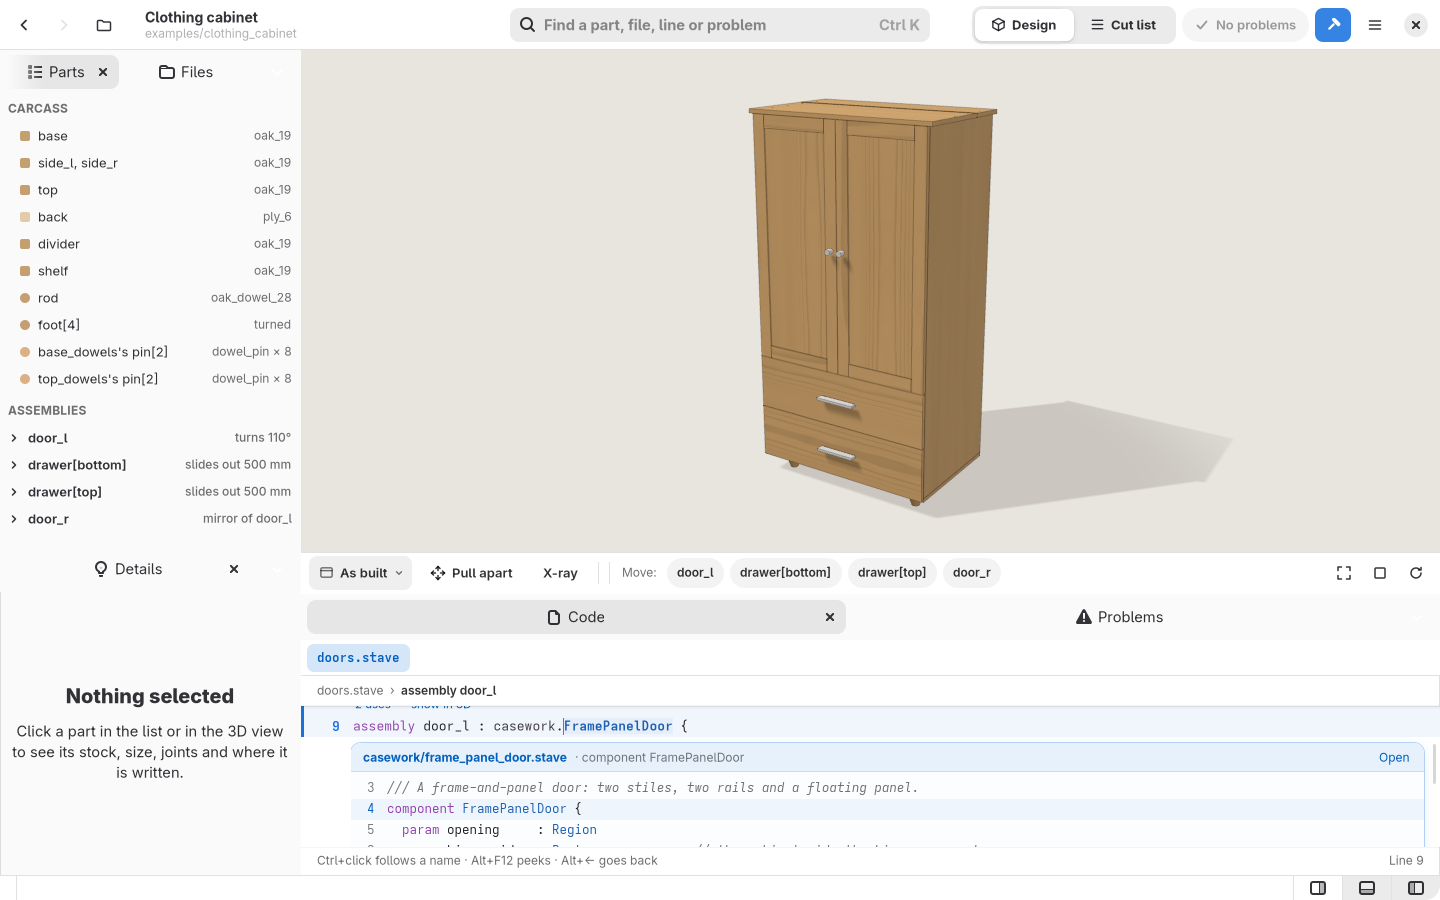 Clothing cabinet
examples/clothing_cabinet
Find a part, file, line or problem
Ctrl K
Design
Cut list
No problems
Parts
Files
CARCASS
base oak_19
side_l, side_r oak_19
top oak_19
back ply_6
divider oak_19
shelf oak_19
rod oak_dowel_28
foot[4] turned
base_dowels's pin[2] dowel_pin × 8
top_dowels's pin[2] dowel_pin × 8
ASSEMBLIES
door_l turns 110°
drawer[bottom] slides out 500 mm
drawer[top] slides out 500 mm
door_r mirror of door_l
Details
Nothing selected
Click a part in the list or in the 3D view
to see its stock, size, joints and where it
is written.
As built
Pull apart
X-ray
Move:
door_l
drawer[bottom]
drawer[top]
door_r
Code
Problems
doors.stave
doors.stave › assembly door_l
9 assembly door_l : casework.FramePanelDoor {
casework/frame_panel_door.stave · component FramePanelDoor
Open
3 /// A frame-and-panel door: two stiles, two rails and a floating panel.
4 component FramePanelDoor {
5 param opening : Region
Ctrl+click follows a name · Alt+F12 peeks · Alt+← goes back
Line 9